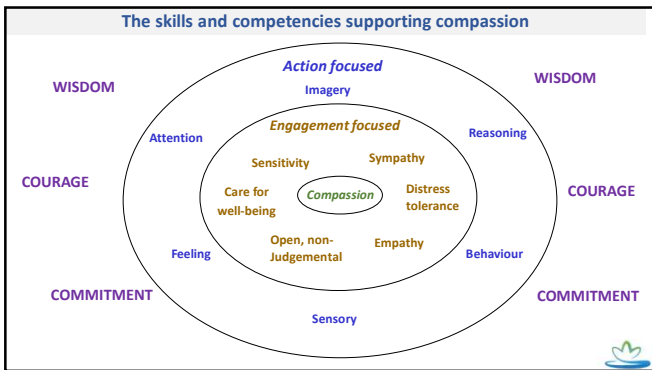 The skills and competencies supporting compassion
Action focused
WISDOM
WISDOM
Imagery
Engagement focused
Attention
Reasoning
Sensitivity
Sympathy
COURAGE
Care for
well-being
Compassion
Distress
tolerance
COURAGE
Open, non-
Judgemental
Empathy
Feeling
Behaviour
COMMITMENT
COMMITMENT
Sensory